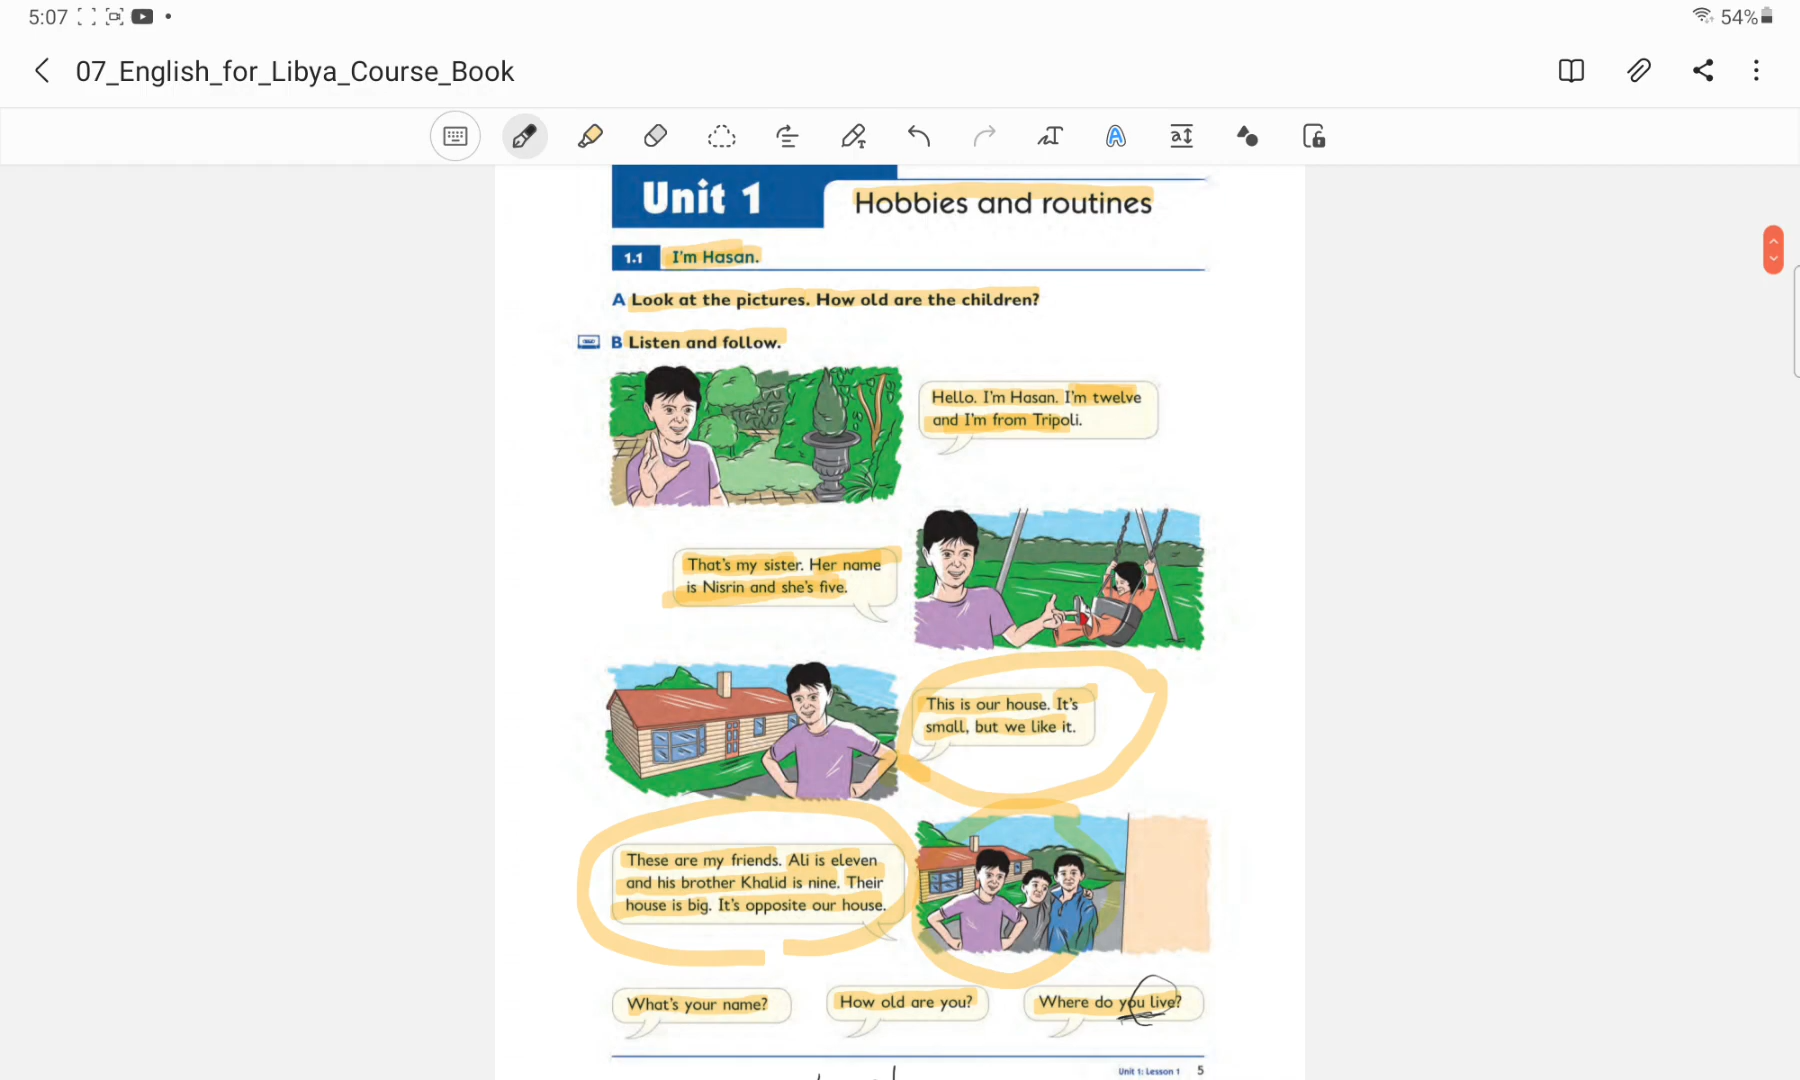 5:07
54%
07_English_for_Libya_Course_Book
Unit 1
Hobbies and routines
1.1 I'm Hasan.
A Look at the pictures. How old are the children?
B Listen and follow.
Hello. I'm Hasan. I'm twelve
and I'm from Tripoli.
That's my sister. Her name
is Nisrin and she's five.
This is our house. It's
small, but we like it.
These are my friends. Ali is eleven
and his brother Khalid is nine. Their
house is big. It's opposite our house.
What's your name?
How old are you?
Where do you live?
Unit 1: Lesson 1 5